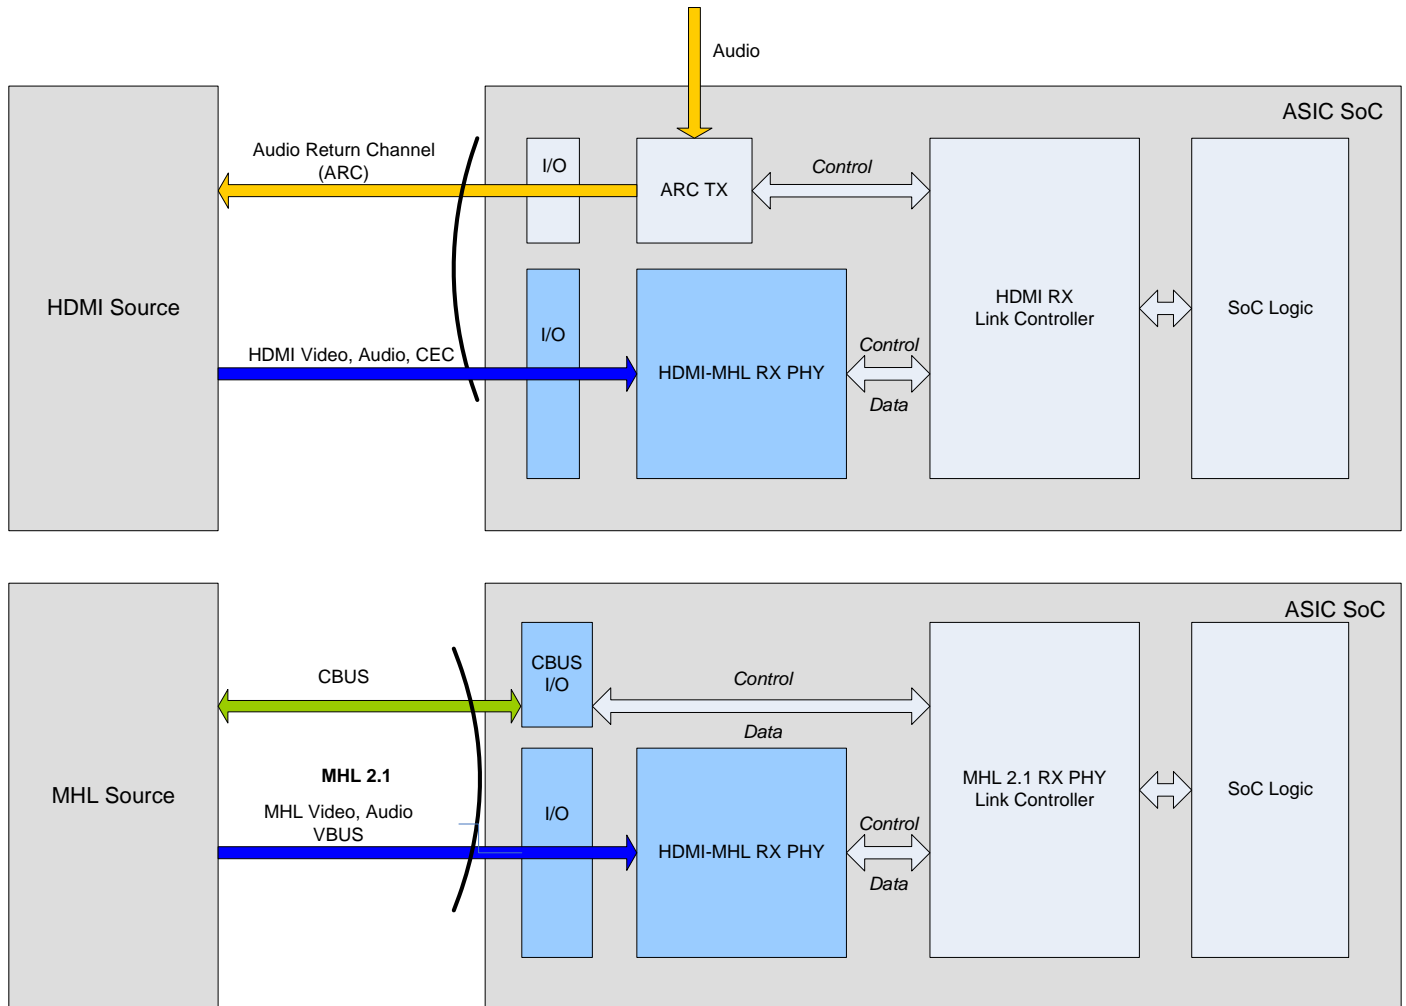 Audio
ASIC SoC
Audio Return Channel
(ARC)
I/O
ARC TX
Control
HDMI Source
HDMI RX
Link Controller
SoC Logic
I/O
HDMI Video, Audio, CEC
HDMI-MHL RX PHY
Control
Data
ASIC SoC
CBUS
CBUS
I/O
Control
Data
MHL Source
MHL 2.1
MHL Video, Audio
VBUS
I/O
HDMI-MHL RX PHY
Control
Data
MHL 2.1 RX PHY
Link Controller
SoC Logic